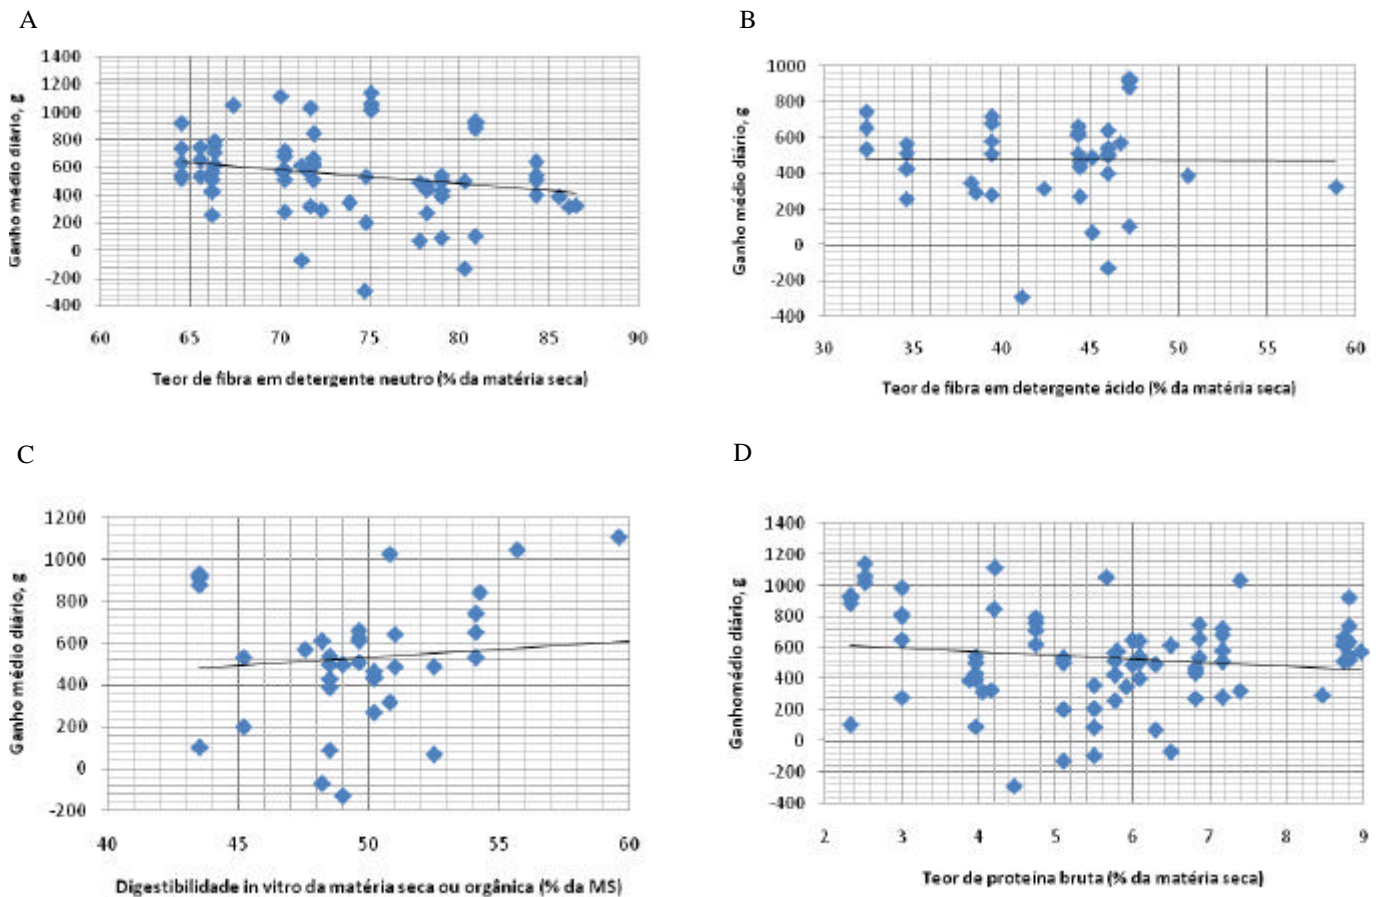 A
Ganho médio diário, g
1400
1200
1000
800
600
400
200
0
-200
-400
60 65 70 75 80 85 90
Teor de fibra em detergente neutro (% da matéria seca)
B
Ganho médio diário, g
1000
800
600
400
200
0
-200
-400
30 35 40 45 50 55 60
Teor de fibra em detergente ácido (% da matéria seca)
C
Ganho médio diário, g
1200
1000
800
600
400
200
0
-200
40 45 50 55 60
Digestibilidade in vitro da matéria seca ou orgânica (% da MS)
D
Ganhomédio diário, g
1400
1200
1000
800
600
400
200
0
-200
-400
2 3 4 5 6 7 8 9
Teor de proteína bruta (% da matéria seca)